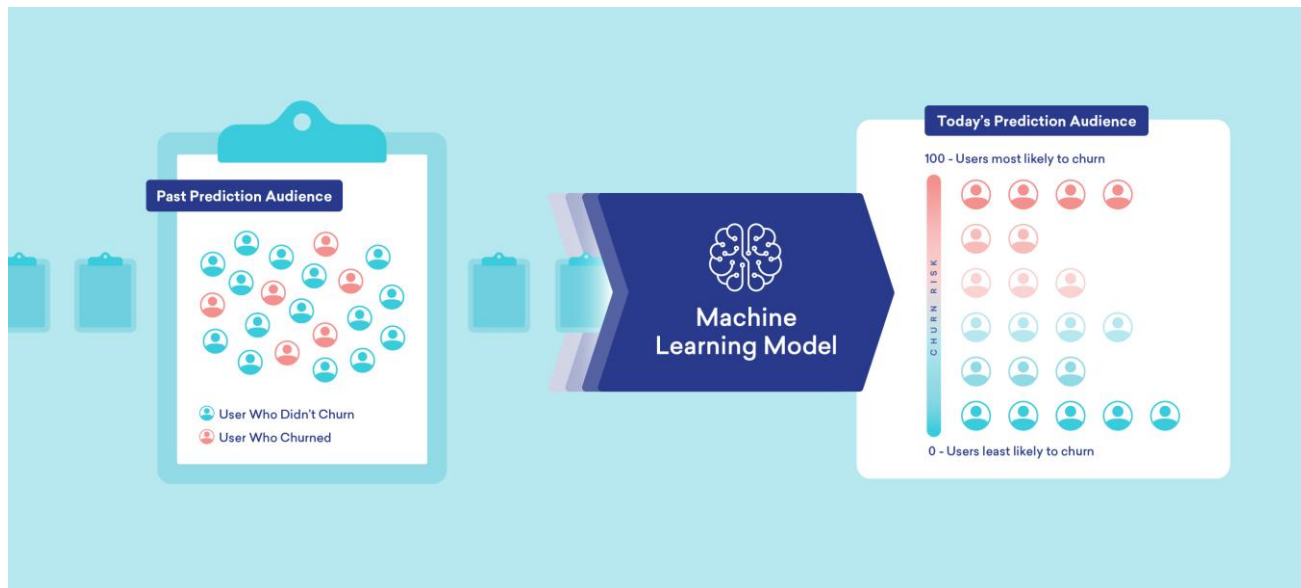 Past Prediction Audience
User Who Didn't Churn
User Who Churned
Machine
Learning Model
Today's Prediction Audience
100 - Users most likely to churn
CHURN RISK
0 - Users least likely to churn